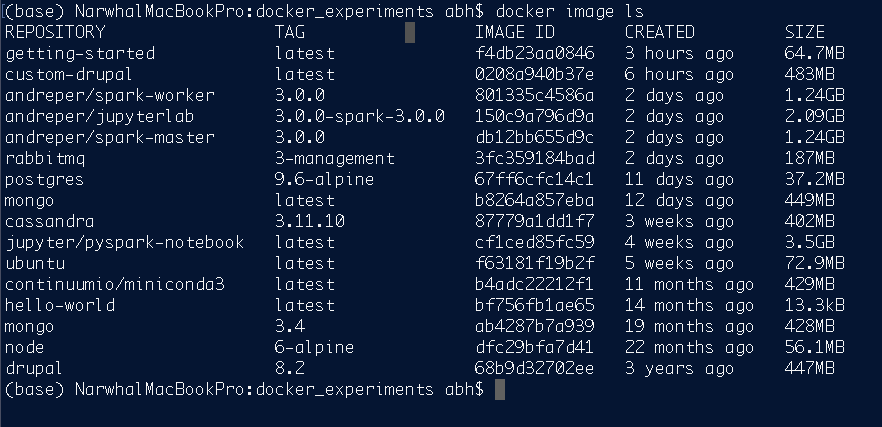 (base) NarwhalMacBookPro:docker_experiments abh$ docker image ls
REPOSITORY TAG IMAGE ID CREATED SIZE
getting-started latest f4db23aa0846 3 hours ago 64.7MB
custom-drupal latest 0208a940b37e 6 hours ago 483MB
andreper/spark-worker 3.0.0 801335c4586a 2 days ago 1.24GB
andreper/jupyterlab 3.0.0-spark-3.0.0 150c9a796d9a 2 days ago 2.09GB
andreper/spark-master 3.0.0 db12bb655d9c 2 days ago 1.24GB
rabbitmq 3-management 3fc359184bad 2 days ago 187MB
postgres 9.6-alpine 67ff6cfc14c1 11 days ago 37.2MB
mongo latest b8264a857eba 12 days ago 449MB
cassandra 3.11.10 87779a1dd1f7 3 weeks ago 402MB
jupyter/pyspark-notebook latest cf1ced85fc59 4 weeks ago 3.5GB
ubuntu latest f63181f19b2f 5 weeks ago 72.9MB
continuumio/miniconda3 latest b4adc22212f1 11 months ago 429MB
hello-world latest bf756fb1ae65 14 months ago 13.3kB
mongo 3.4 ab4287b7a939 19 months ago 428MB
node 6-alpine dfc29bfa7d41 22 months ago 56.1MB
drupal 8.2 68b9d32702ee 3 years ago 447MB
(base) NarwhalMacBookPro:docker_experiments abh$